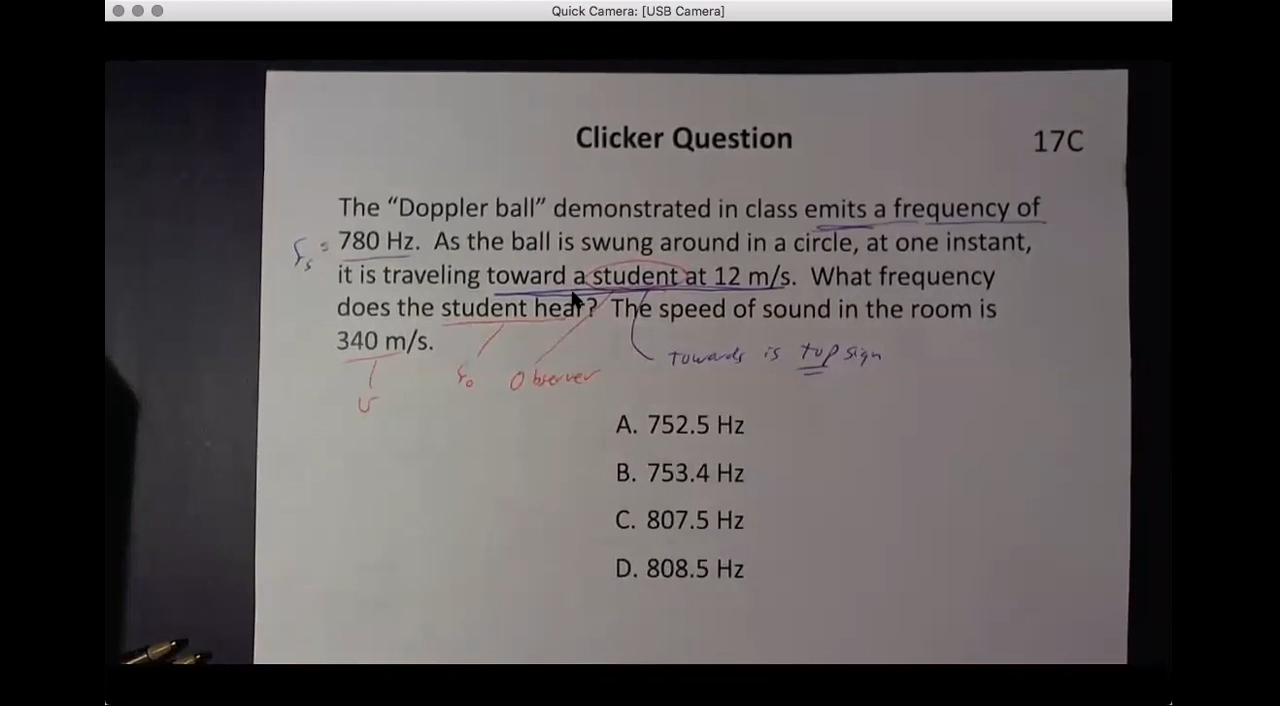 Quick Camera: [USB Camera]
Clicker Question
17C
The “Doppler ball” demonstrated in class emits a frequency of
fs = 780 Hz. As the ball is swung around in a circle, at one instant,
it is traveling toward a student at 12 m/s. What frequency
does the student hear? The speed of sound in the room is
340 m/s.
towards is top sign
fo Observer
v
A. 752.5 Hz
B. 753.4 Hz
C. 807.5 Hz
D. 808.5 Hz